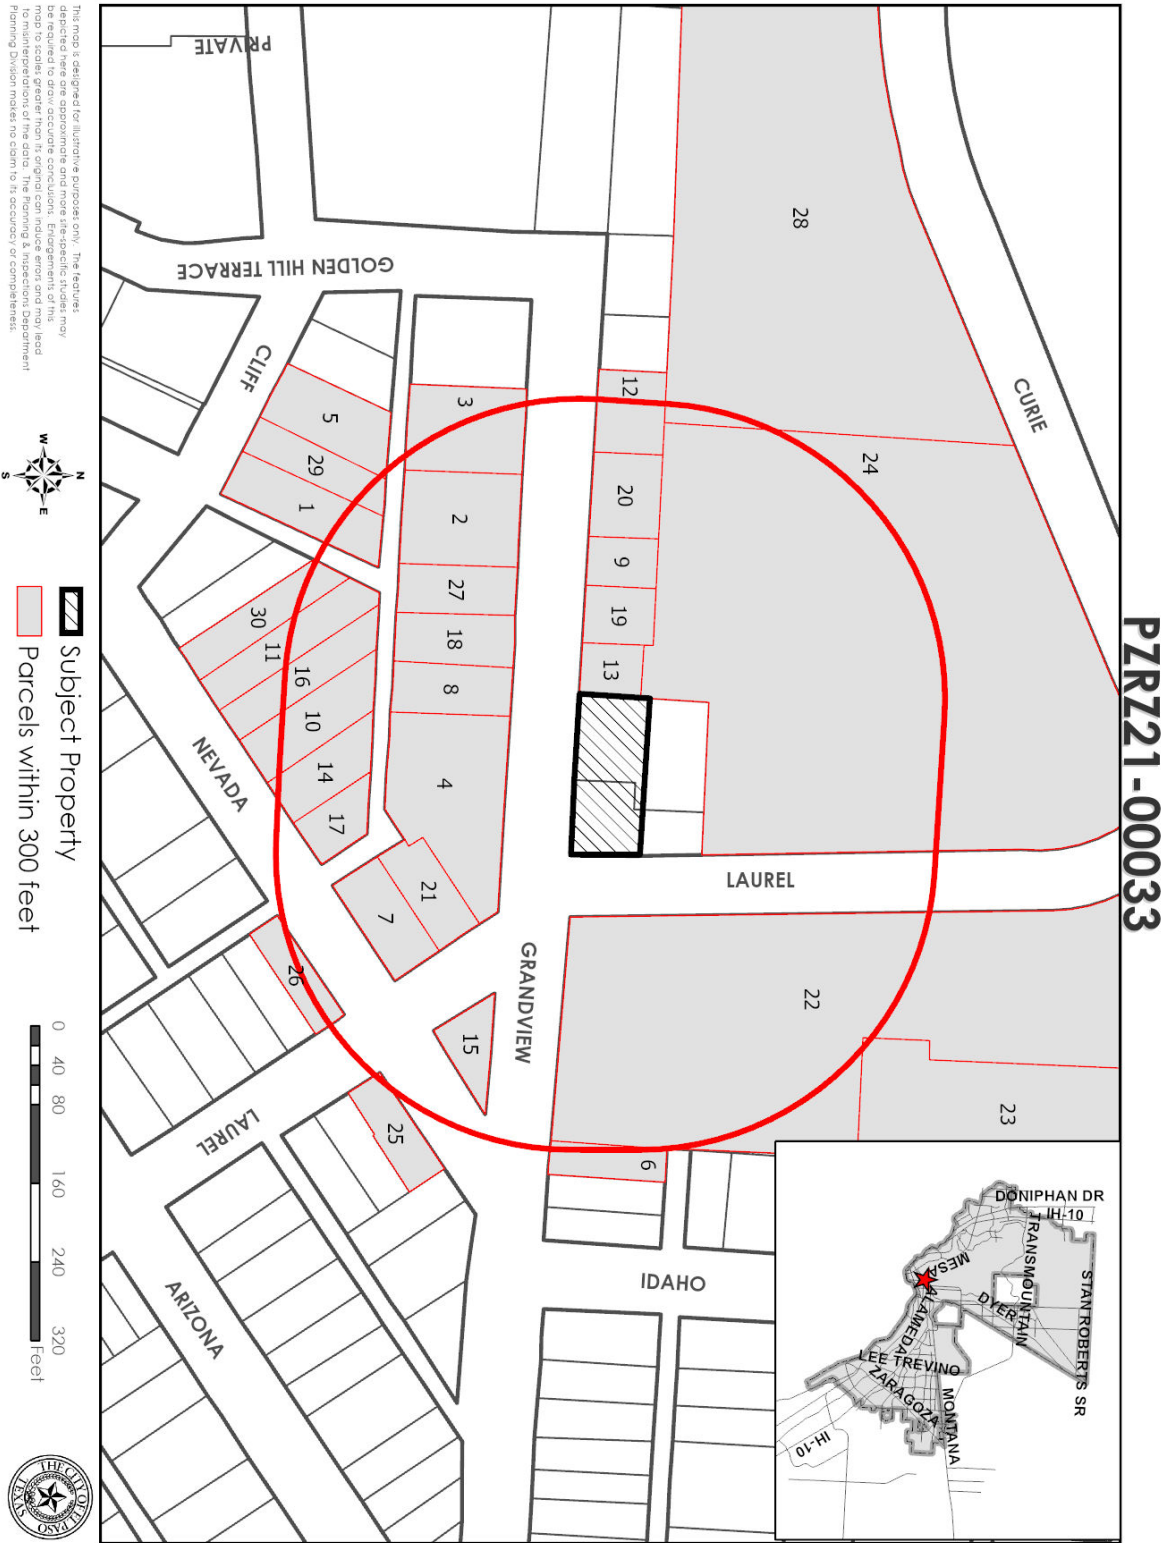 PZRZ21-00033
CURIE
28
24
12
20
9
19
13
3
2
27
18
8
4
5
29
1
30
11
16
10
14
17
21
7
26
15
25
22
23
6
GOLDEN HILL TERRACE
PRIVATE
CLIFF
NEVADA
LAUREL
GRANDVIEW
LAUREL
ARIZONA
IDAHO
DONIPHAN DR
IH-10
TRANSMOUNTAIN
STAN ROBERTS SR
MESA
DYER
ALAMEDA
LEE TREVINO
ZARAGOZA
MONTANA
IH-10
This map is designed for illustrative purposes only. The features
depicted here are approximate and more site-specific studies may
be required to draw accurate conclusions. Enlargements of this
map to scales greater than its original can induce errors and may lead
to misinterpretations of the data. The Planning & Inspections Department
Planning Division makes no claim to its accuracy or completeness.
N
W
E
S
Subject Property
Parcels within 300 feet
0 40 80 160 240 320
Feet
THE CITY OF EL PASO
TEXAS